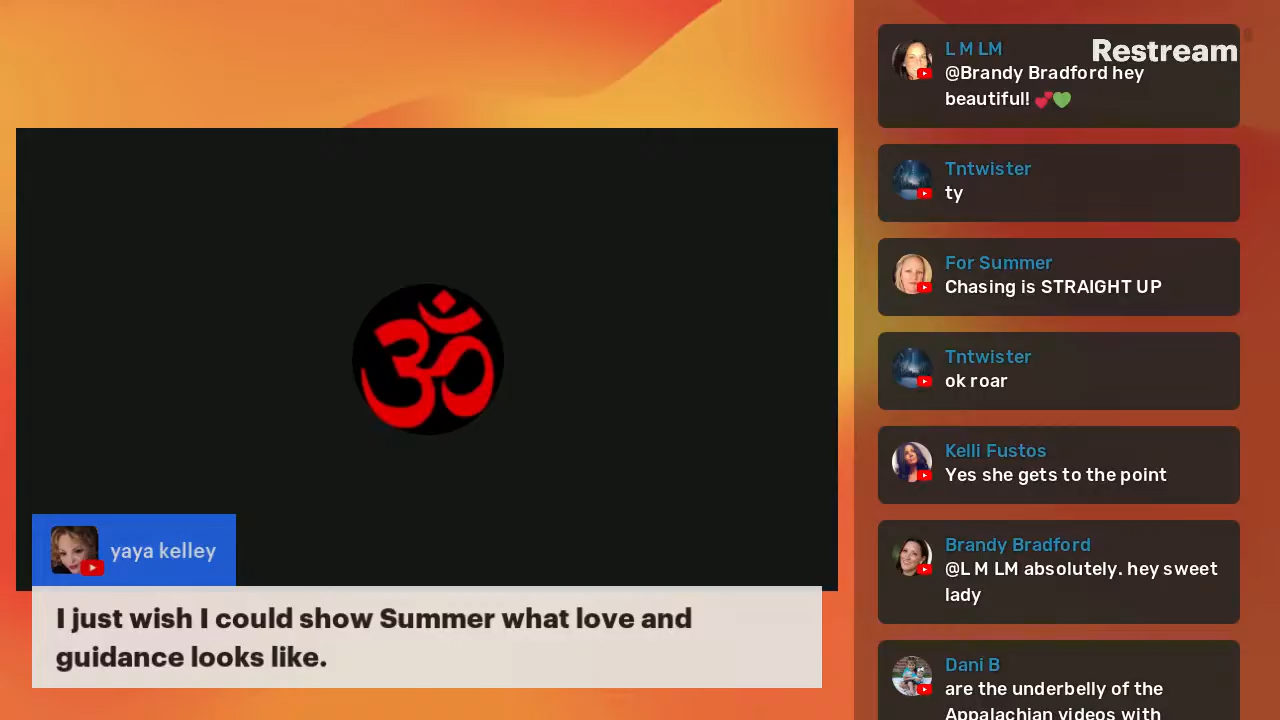 ॐ
yaya kelley
I just wish I could show Summer what love and
guidance looks like.
Restream
L M LM
@Brandy Bradford hey
beautiful! 💕💚
Tntwister
ty
For Summer
Chasing is STRAIGHT UP
Tntwister
ok roar
Kelli Fustos
Yes she gets to the point
Brandy Bradford
@L M LM absolutely. hey sweet
lady
Dani B
are the underbelly of the
Appalachian videos with